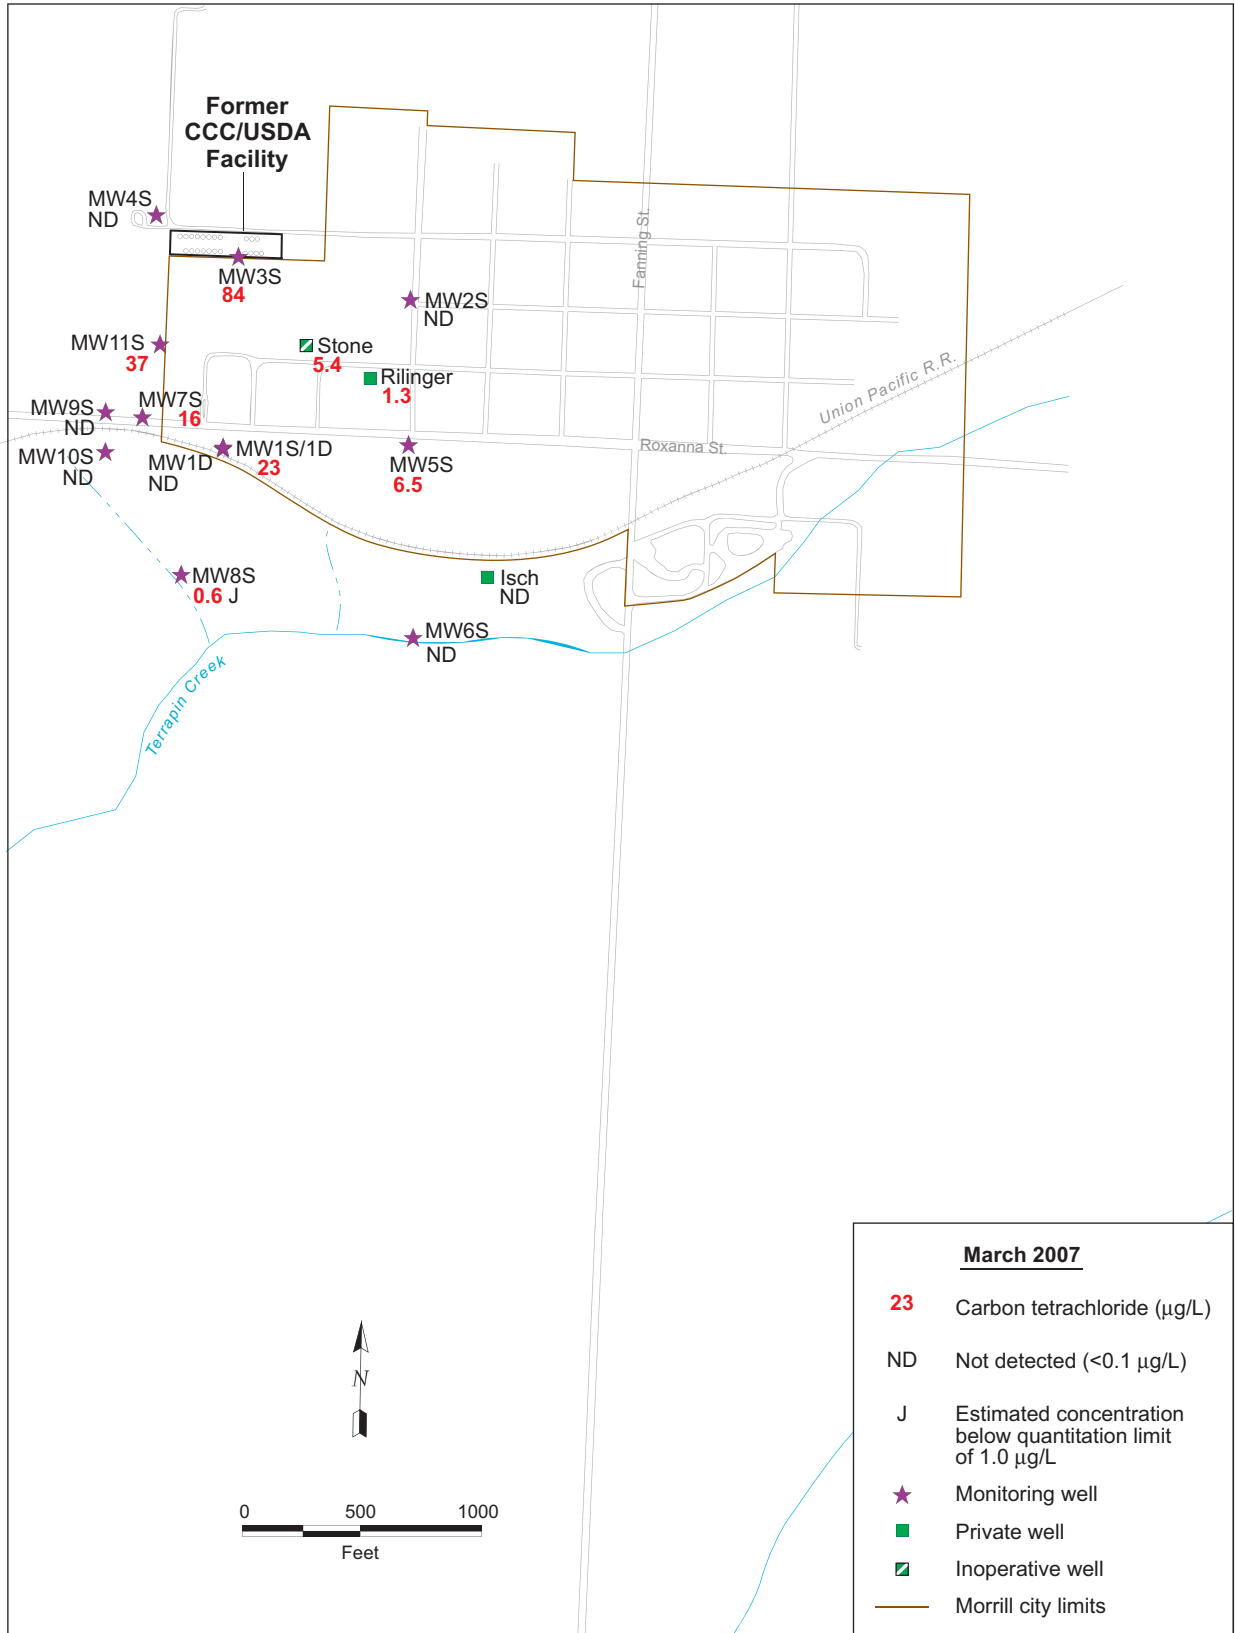 Former
CCC/USDA
Facility
MW4S
ND
MW3S
84
Fanning St.
MW2S
ND
MW11S
37
Stone
5.4
Rilinger
1.3
Union Pacific R.R.
MW9S
ND
MW7S
16
MW10S
ND
MW1D
ND
MW1S/1D
23
MW5S
6.5
Roxanna St.
MW8S
0.6 J
Isch
ND
MW6S
ND
Terrapin Creek
N
0 500 1000
Feet
March 2007
23 Carbon tetrachloride (µg/L)
ND Not detected (<0.1 µg/L)
J Estimated concentration
below quantitation limit
of 1.0 µg/L
Monitoring well
Private well
Inoperative well
Morrill city limits